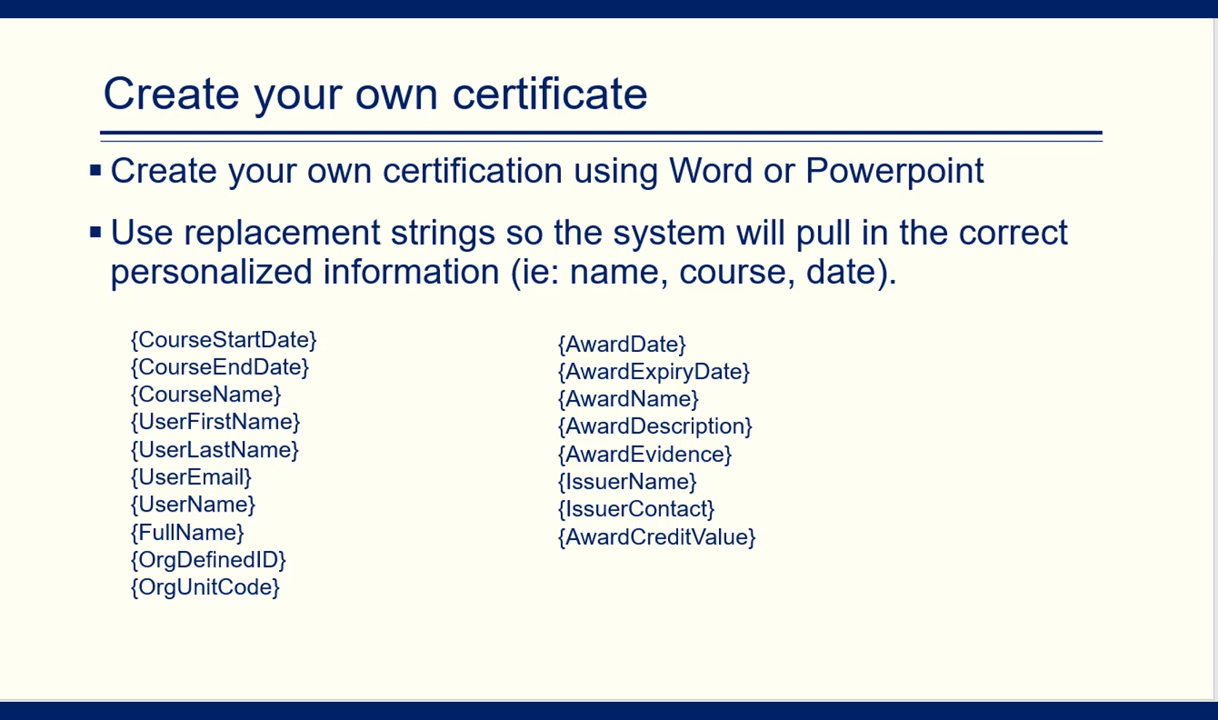 Create your own certificate
▪ Create your own certification using Word or Powerpoint
▪ Use replacement strings so the system will pull in the correct
personalized information (ie: name, course, date).
{CourseStartDate}
{CourseEndDate}
{CourseName}
{UserFirstName}
{UserLastName}
{UserEmail}
{UserName}
{FullName}
{OrgDefinedID}
{OrgUnitCode}
{AwardDate}
{AwardExpiryDate}
{AwardName}
{AwardDescription}
{AwardEvidence}
{IssuerName}
{IssuerContact}
{AwardCreditValue}